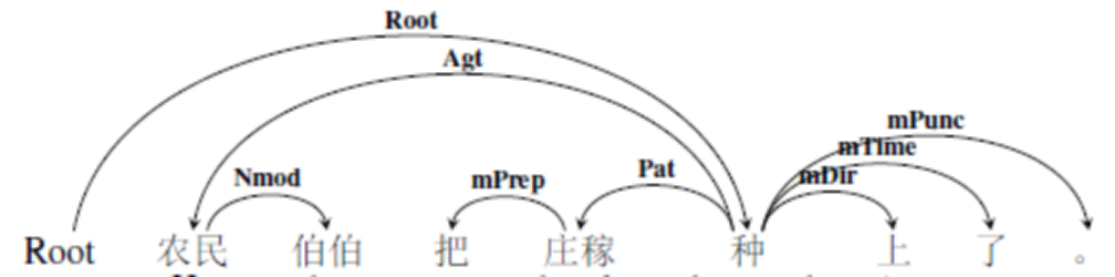 Root
Agt
mPunc
mTime
mDir
Pat
Nmod
mPrep
Root 农民 伯伯 把 庄稼 种 上 了 。